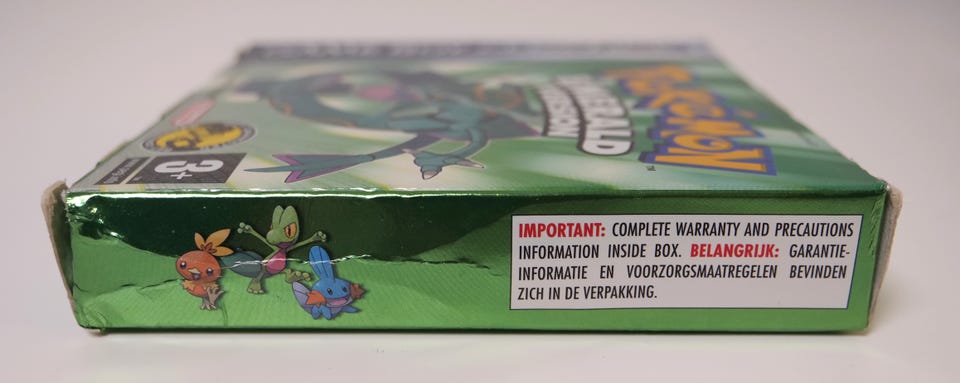 POKéMON
EMERALD
VERSION
TM
3+
IMPORTANT: COMPLETE WARRANTY AND PRECAUTIONS
INFORMATION INSIDE BOX. BELANGRIJK: GARANTIE-
INFORMATIE EN VOORZORGSMAATREGELEN BEVINDEN
ZICH IN DE VERPAKKING.